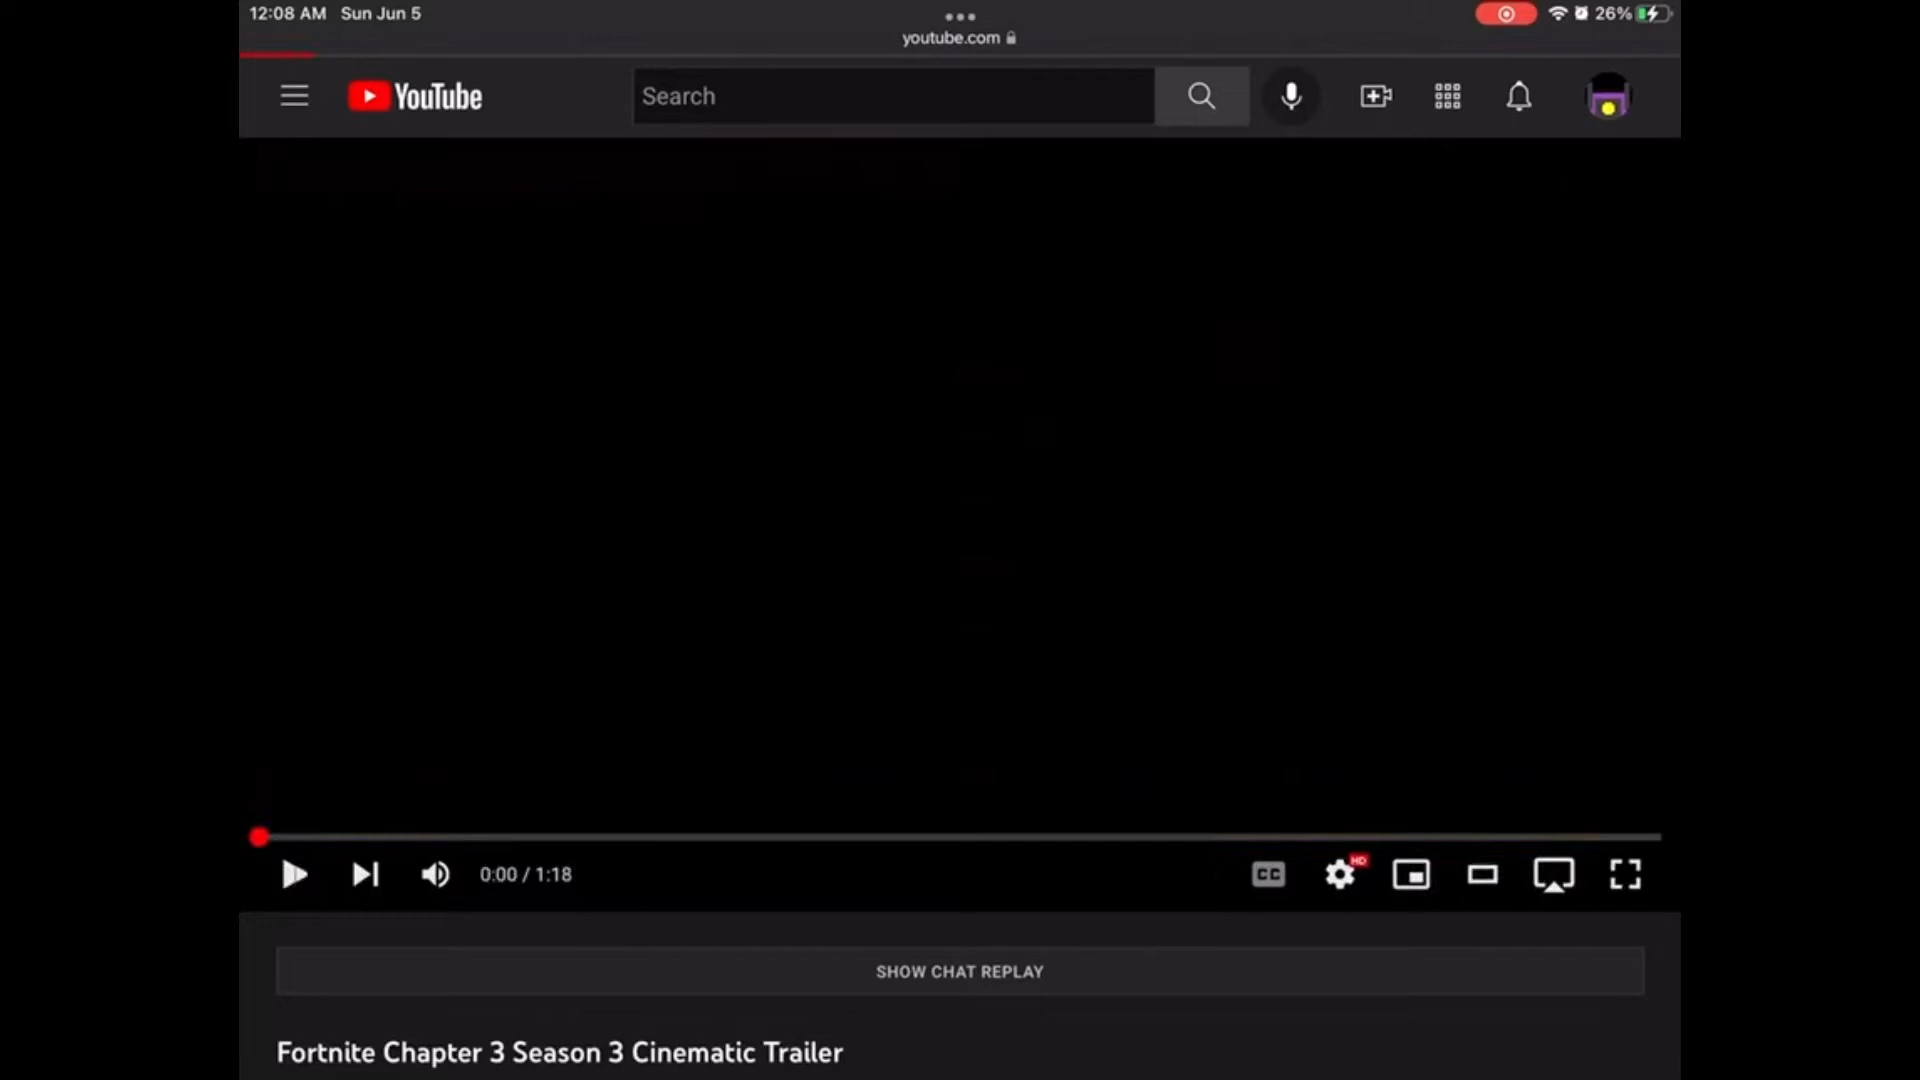 12:08 AM Sun Jun 5
26%
youtube.com
YouTube
Search
0:00 / 1:18
CC
HD
SHOW CHAT REPLAY
Fortnite Chapter 3 Season 3 Cinematic Trailer